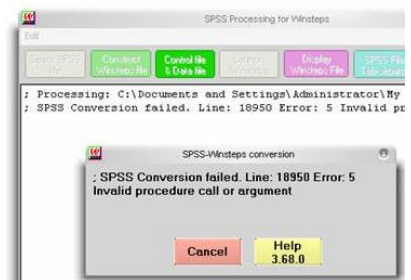 SPSS Processing for Winsteps
Edit
Select SPSS file
Construct Winsteps file
Control file & Data file
Launch Winsteps
Display Winsteps File
SPSS File
; Processing: C:\Documents and Settings\Administrator\My
; SPSS Conversion failed. Line: 18950 Error: 5 Invalid pr
SPSS-Winsteps conversion
; SPSS Conversion failed. Line: 18950 Error: 5
Invalid procedure call or argument
Cancel
Help
3.68.0